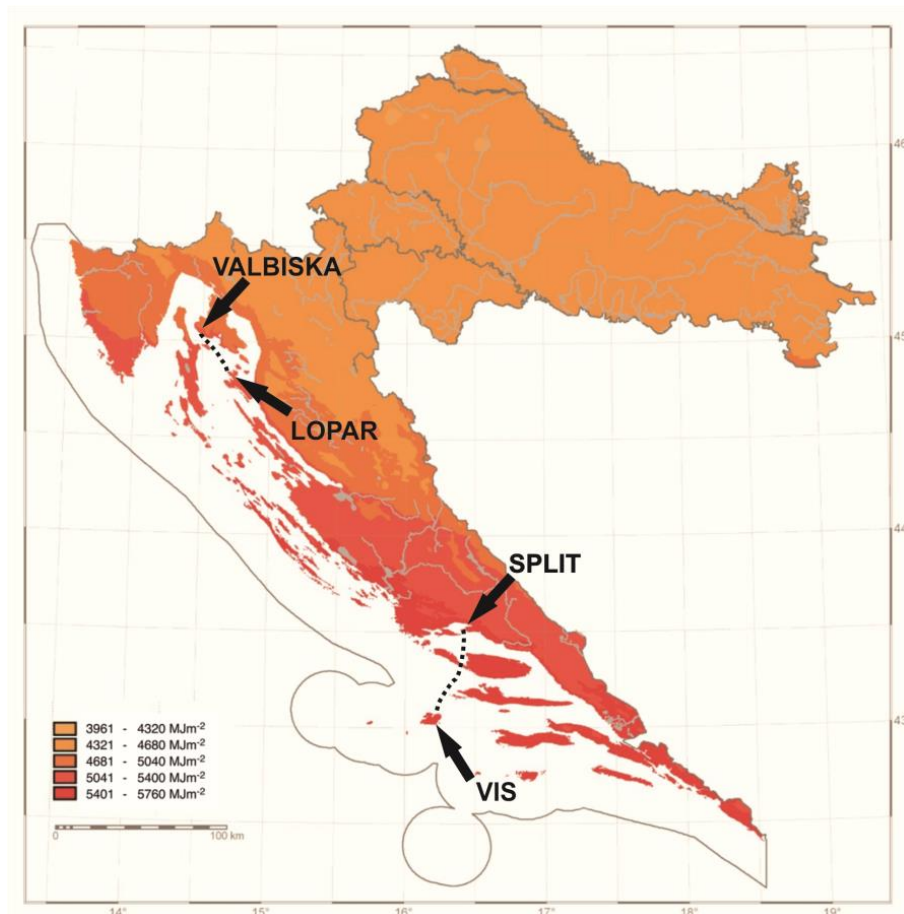 46
VALBISKA
45
LOPAR
44
SPLIT
43
VIS
3961 - 4320 MJm-2
4321 - 4680 MJm-2
4681 - 5040 MJm-2
5041 - 5400 MJm-2
5401 - 5760 MJm-2
0 100 km
14° 15° 16° 17° 18° 19°